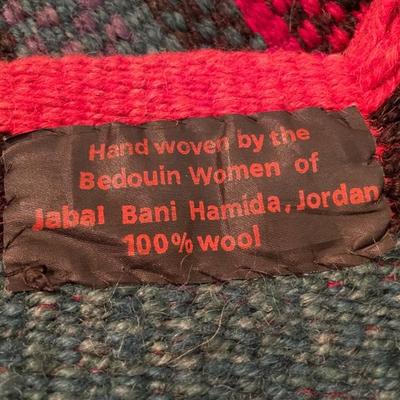 Hand woven by the
Bedouin Women of
Jabal Bani Hamida, Jordan
100% wool